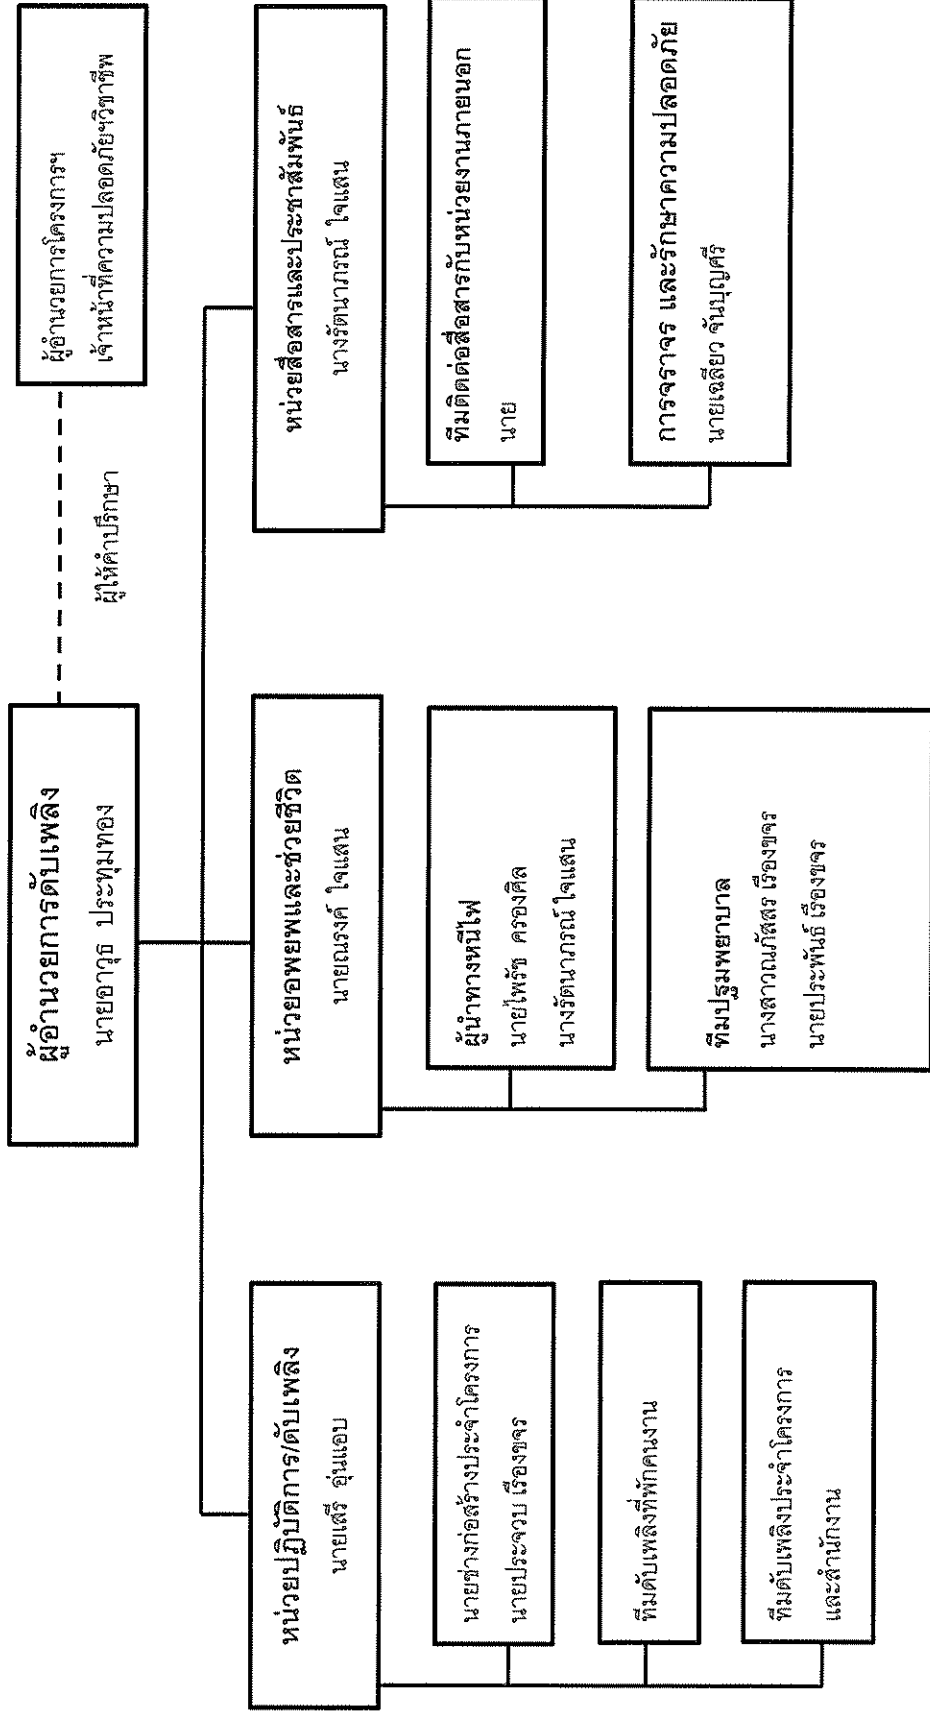 ผู้อำนวยการดับเพลิง
นายอาวุธ ประทุมทอง
ผู้ให้คำปรึกษา
ผู้อำนวยการโครงการฯ
เจ้าหน้าที่ความปลอดภัยฯวิชาชีพ
หน่วยปฏิบัติการ/ดับเพลิง
นายเสรี อุ่นแอบ
นายช่างก่อสร้างประจำโครงการ
นายประจวบ เรืองขจร
ทีมดับเพลิงที่พักคนงาน
ทีมดับเพลิงประจำโครงการ
และสำนักงาน
หน่วยอพยพและช่วยชีวิต
นายณรงค์ ใจแสน
ผู้นำทางหนีไฟ
นายไพรัช ครองศิล
นางรัตนาภรณ์ ใจแสน
ทีมปฐมพยาบาล
นางสาวณภัสสร เรืองขจร
นายประพันธ์ เรืองขจร
หน่วยสื่อสารและประชาสัมพันธ์
นางรัตนาภรณ์ ใจแสน
ทีมติดต่อสื่อสารกับหน่วยงานภายนอก
นาย
การจราจร และรักษาความปลอดภัย
นายเฉลียว จันบุญศีร